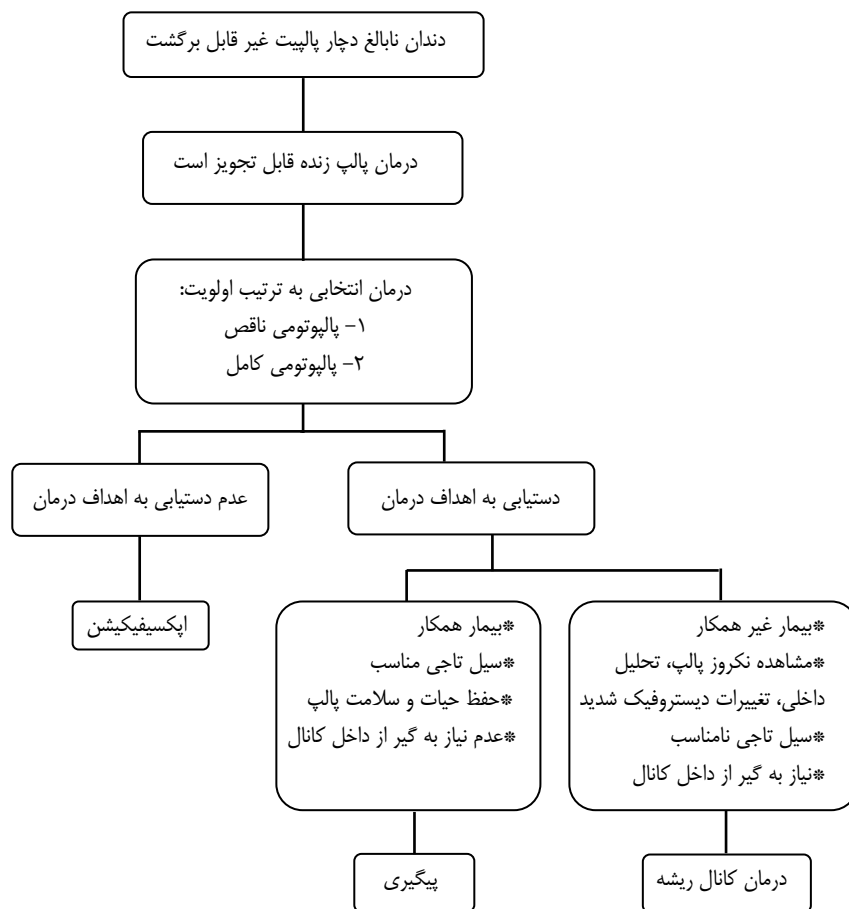 دندان نابالغ دچار پالپیت غیر قابل برگشت
درمان پالپ زنده قابل تجویز است
درمان انتخابی به ترتیب اولویت:
۱- پالپوتومی ناقص
۲- پالپوتومی کامل
دستیابی به اهداف درمان
عدم دستیابی به اهداف درمان
*بیمار غیر همکار
*مشاهده نکروز پالپ، تحلیل
داخلی، تغییرات دیستروفیک شدید
*سیل تاجی نامناسب
*نیاز به گیر از داخل کانال
*بیمار همکار
*سیل تاجی مناسب
*حفظ حیات و سلامت پالپ
*عدم نیاز به گیر از داخل کانال
اپکسیفیکیشن
درمان کانال ریشه
پیگیری